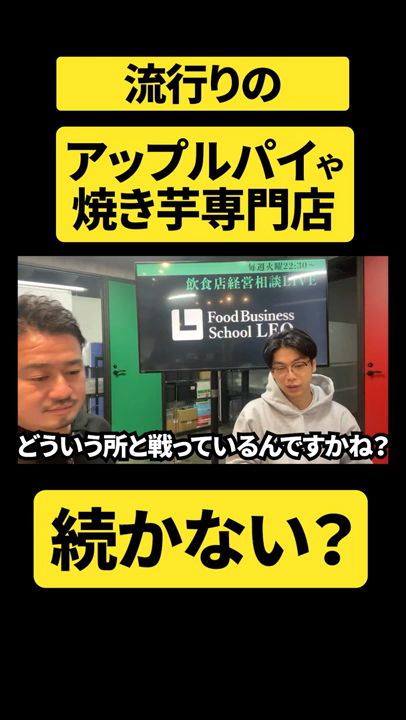 流行りの
アップルパイや
焼き芋専門店
毎週火曜22:30~
飲食店経営相談LIVE
L
Food Business
School LEO
どういう所と戦っているんですかね？
続かない？